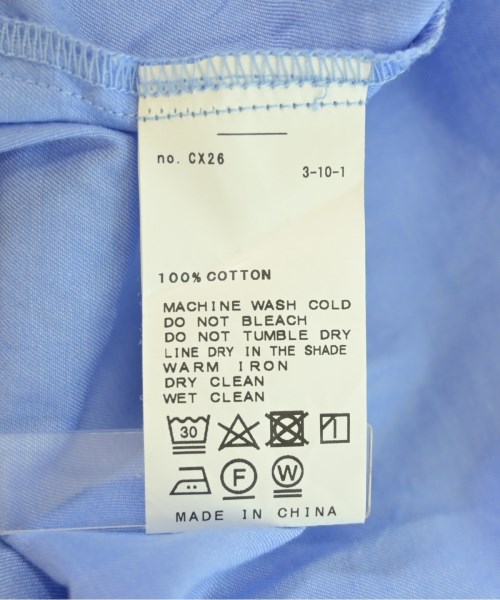 no. CX26
3-10-1
100% COTTON
MACHINE WASH COLD
DO NOT BLEACH
DO NOT TUMBLE DRY
LINE DRY IN THE SHADE
WARM IRON
DRY CLEAN
WET CLEAN
30
F W
MADE IN CHINA